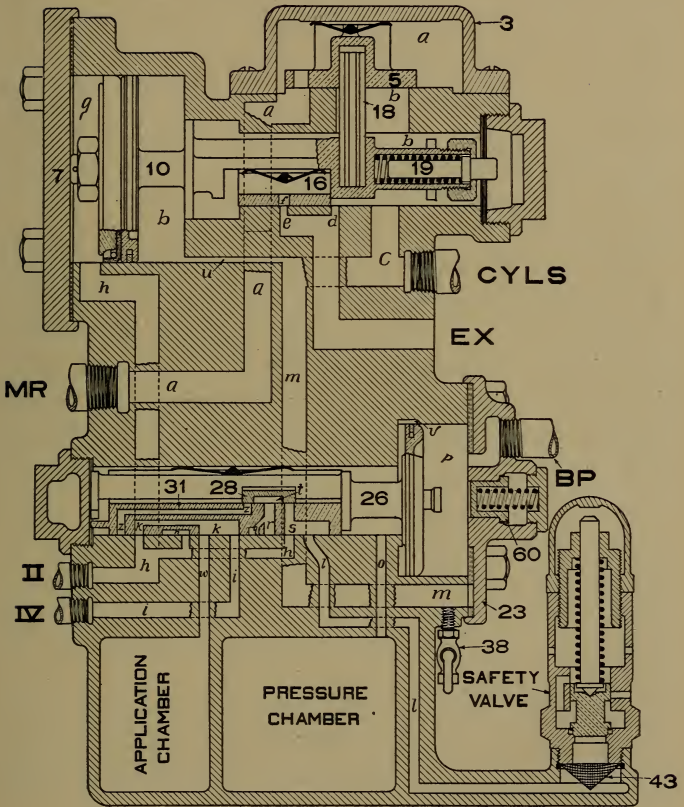 a
3
5
a
b
18
g
b
7
10
19
b
16
f
e
d
u
C
CYLS
h
a
EX
m
MR
a
BP
v
p
31
28
t
26
z
z
k
k
r
s
60
II
h
w
i
h
l
o
m
IV
i
23
38
APPLICATION
CHAMBER
PRESSURE
CHAMBER
SAFETY
VALVE
l
43